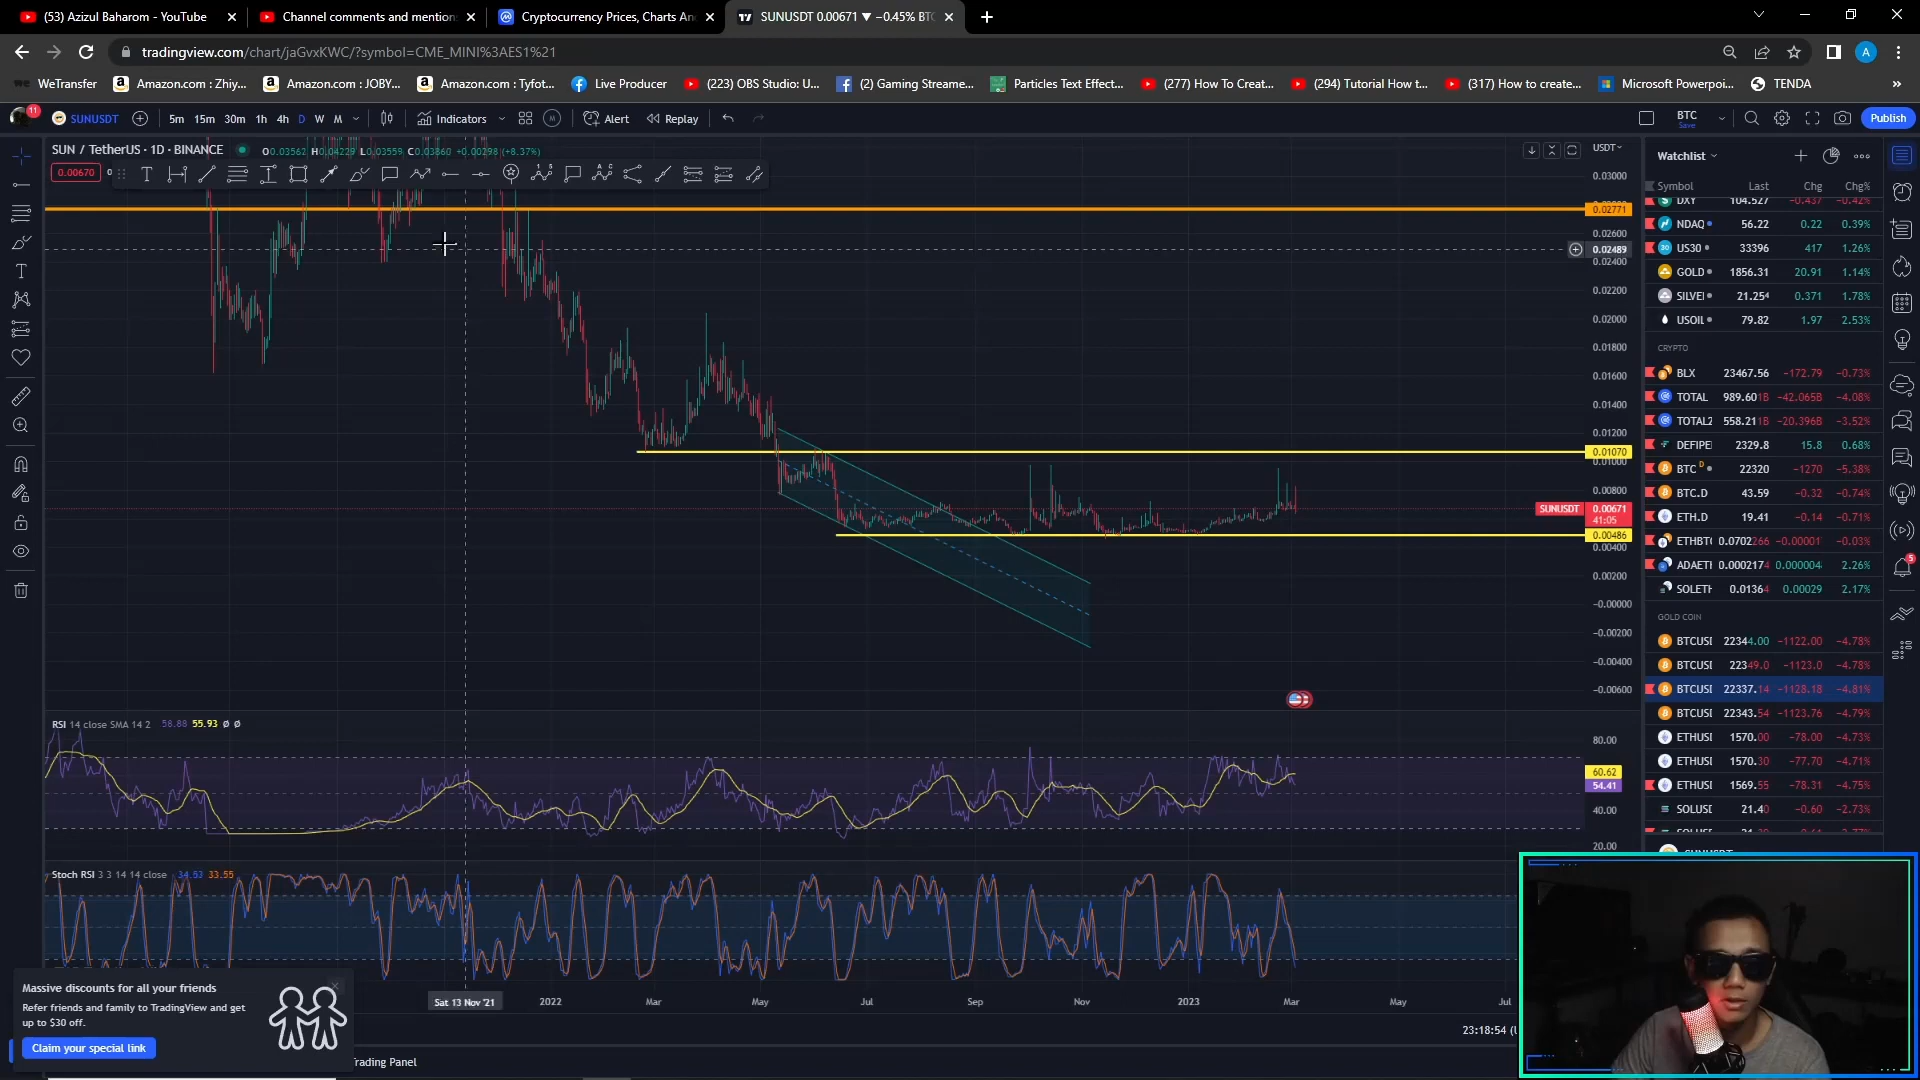 (53) Azizul Baharom - YouTube
Channel comments and mention
Cryptocurrency Prices, Charts An
SUNUSDT 0.00671 ▼ −0.45% BTC
tradingview.com/chart/jaGvxKWC/?symbol=CME_MINI%3AES1%21
WeTransfer
Amazon.com : Zhiy...
Amazon.com : JOBY...
Amazon.com : Tyfot...
Live Producer
(223) OBS Studio: U...
(2) Gaming Streame...
Particles Text Effect...
(277) How To Creat...
(294) Tutorial How t...
(317) How to create...
Microsoft Powerpoi...
TENDA
11
SUNUSDT
5m 15m 30m 1h 4h D W M
Indicators
Alert
Replay
BTC
Save
Publish
SUN / TetherUS · 1D · BINANCE
O0.03562 H0.04229 L0.03559 C0.03860 +0.00298 (+8.37%)
0.00670
USDT
0.03000
0.02771
0.02600
0.02489
0.02400
0.02200
0.02000
0.01800
0.01600
0.01400
0.01200
0.01070
0.01000
0.00800
SUNUSDT 0.00671
41:05
0.00486
0.00400
0.00200
−0.00000
−0.00200
−0.00400
−0.00600
RSI 14 close SMA 14 2 58.88 55.93 Ø Ø
80.00
60.62
54.41
40.00
20.00
Stoch RSI 3 3 14 14 close 34.53 33.55
Sat 13 Nov '21
2022 Mar May Jul Sep Nov 2023 Mar May Jul
23:18:54 (U
Trading Panel
Massive discounts for all your friends
Refer friends and family to TradingView and get
up to $30 off.
Claim your special link
Watchlist
Symbol Last Chg Chg%
DXY 104.527 −0.437 −0.42%
NDAQ 56.22 0.22 0.39%
US30 33396 417 1.26%
GOLD 1856.31 20.91 1.14%
SILVEI 21.254 0.371 1.78%
USOIL 79.82 1.97 2.53%
CRYPTO
BLX 23467.56 −172.79 −0.73%
TOTAL 989.601B −42.065B −4.08%
TOTAL2 558.211B −20.396B −3.52%
DEFIPE 2329.8 15.8 0.68%
BTC D 22320 −1270 −5.38%
BTC.D 43.59 −0.32 −0.74%
ETH.D 19.41 −0.14 −0.71%
ETHBT 0.0702266 −0.00001 −0.03%
ADAETH 0.0002174 0.000004 2.26%
SOLETH 0.01364 0.00029 2.17%
GOLD COIN
BTCUSI 22344.00 −1122.00 −4.78%
BTCUSI 22349.0 −1123.0 −4.78%
BTCUSI 22337.14 −1128.18 −4.81%
BTCUSI 22343.54 −1123.76 −4.79%
ETHUSI 1570.00 −78.00 −4.73%
ETHUSI 1570.30 −77.70 −4.71%
ETHUSI 1569.55 −78.31 −4.75%
SOLUSI 21.40 −0.60 −2.73%
5